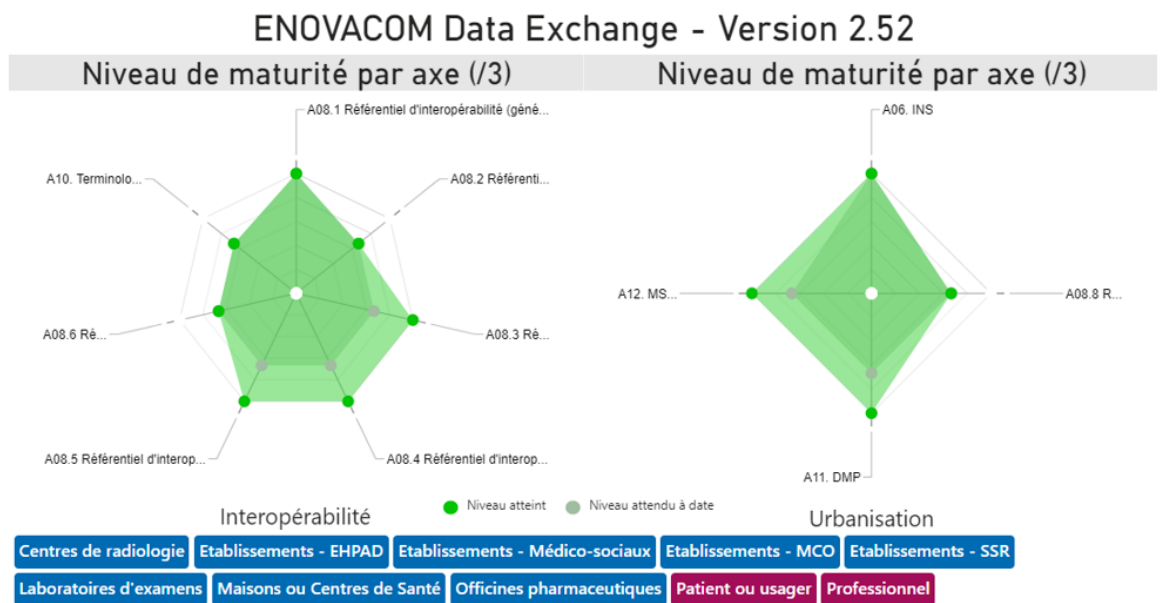 ENOVACOM Data Exchange - Version 2.52
Niveau de maturité par axe (/3)
A08.1 Référentiel d'interopérabilité (géné...
A10. Terminolo...
A08.2 Référenti...
A08.6 Ré...
A08.3 Ré...
A08.5 Référentiel d'interop...
A08.4 Référentiel d'interop...
Interopérabilité
Niveau de maturité par axe (/3)
A06. INS
A12. MS...
A08.8 R...
A11. DMP
Urbanisation
Niveau atteint
Niveau attendu à date
Centres de radiologie Etablissements - EHPAD Etablissements - Médico-sociaux Etablissements - MCO Etablissements - SSR
Laboratoires d'examens Maisons ou Centres de Santé Officines pharmaceutiques Patient ou usager Professionnel